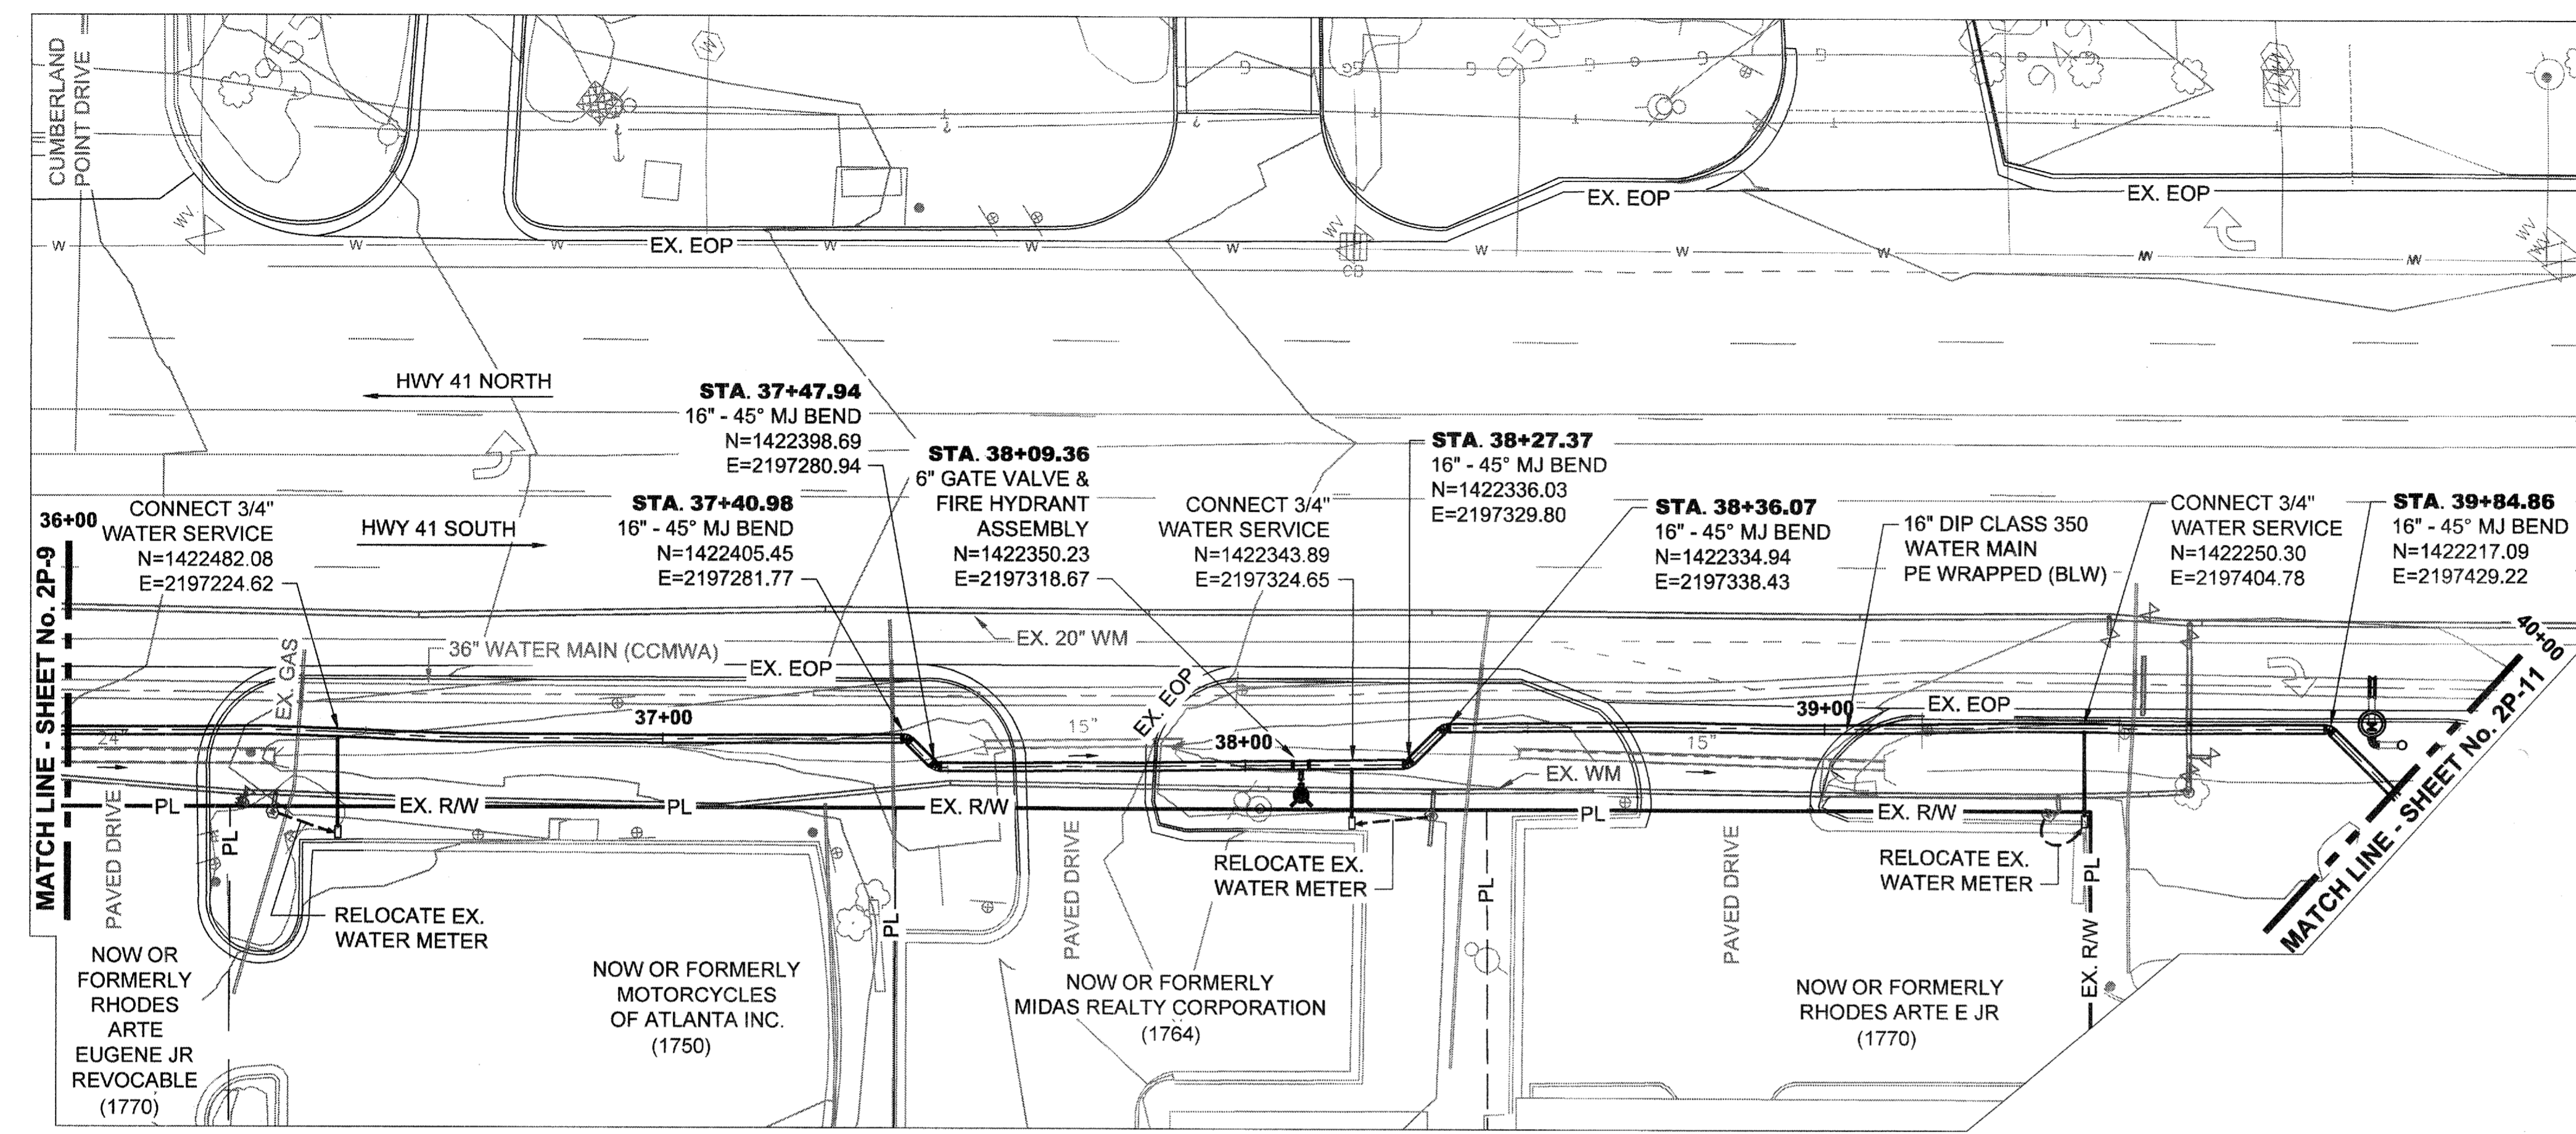 CUMBERLAND
POINT DRIVE
EX. EOP
EX. EOP
EX. EOP
WV
WV
CB
W
W
W
W
W
W
W
W
W
HWY 41 NORTH
HWY 41 SOUTH
36+00
CONNECT 3/4"
WATER SERVICE
N=1422482.08
E=2197224.62
STA. 37+47.94
16" - 45° MJ BEND
N=1422398.69
E=2197280.94
STA. 37+40.98
16" - 45° MJ BEND
N=1422405.45
E=2197281.77
STA. 38+09.36
6" GATE VALVE &
FIRE HYDRANT
ASSEMBLY
N=1422350.23
E=2197318.67
CONNECT 3/4"
WATER SERVICE
N=1422343.89
E=2197324.65
STA. 38+27.37
16" - 45° MJ BEND
N=1422336.03
E=2197329.80
STA. 38+36.07
16" - 45° MJ BEND
N=1422334.94
E=2197338.43
16" DIP CLASS 350
WATER MAIN
PE WRAPPED (BLW)
CONNECT 3/4"
WATER SERVICE
N=1422250.30
E=2197404.78
STA. 39+84.86
16" - 45° MJ BEND
N=1422217.09
E=2197429.22
MATCH LINE - SHEET No. 2P-9
EX. GAS
36" WATER MAIN (CCMWA)
EX. 20" WM
EX. EOP
EX. EOP
EX. EOP
37+00
38+00
39+00
40+00
24"
15"
15"
EX. WM
MATCH LINE - SHEET No. 2P-11
PL
EX. R/W
PL
EX. R/W
PL
EX. R/W
PL
PL
PL
PL
EX. R/W
PAVED DRIVE
PAVED DRIVE
PAVED DRIVE
RELOCATE EX.
WATER METER
RELOCATE EX.
WATER METER
RELOCATE EX.
WATER METER
NOW OR
FORMERLY
RHODES
ARTE
EUGENE JR
REVOCABLE
(1770)
NOW OR FORMERLY
MOTORCYCLES
OF ATLANTA INC.
(1750)
NOW OR FORMERLY
MIDAS REALTY CORPORATION
(1764)
NOW OR FORMERLY
RHODES ARTE E JR
(1770)